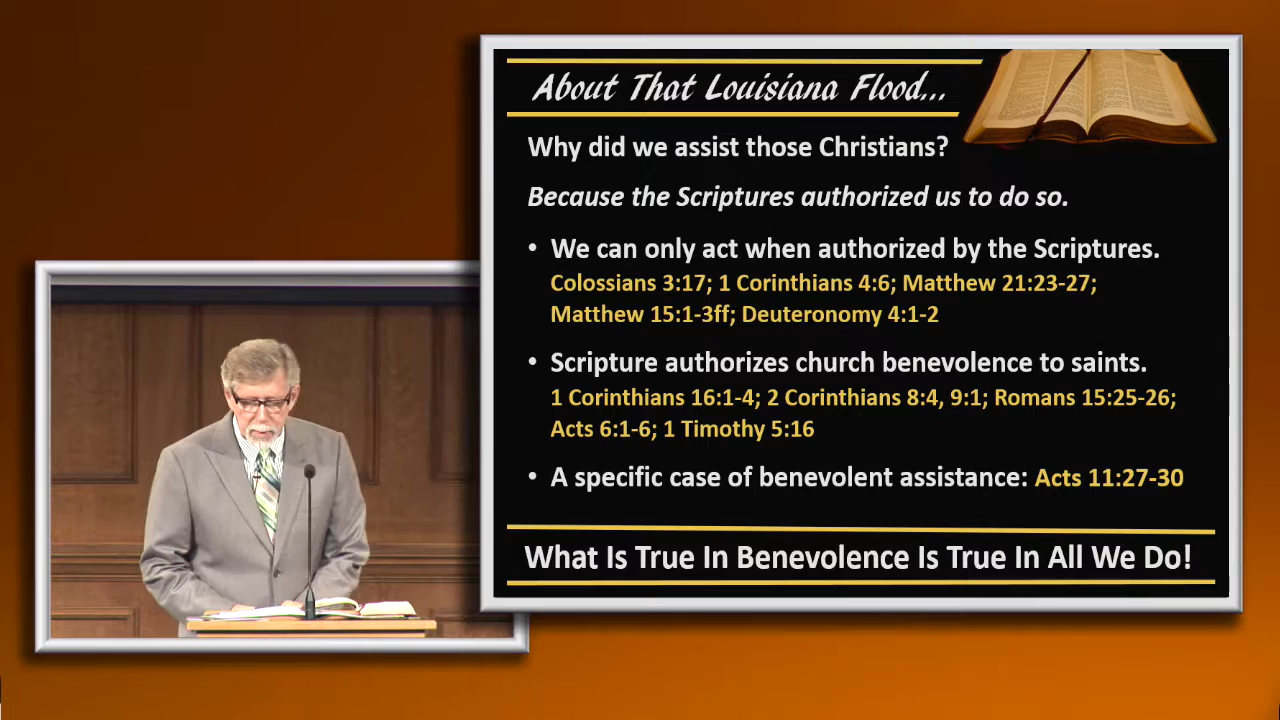 About That Louisiana Flood...
Why did we assist those Christians?
Because the Scriptures authorized us to do so.
• We can only act when authorized by the Scriptures.
Colossians 3:17; 1 Corinthians 4:6; Matthew 21:23-27;
Matthew 15:1-3ff; Deuteronomy 4:1-2
• Scripture authorizes church benevolence to saints.
1 Corinthians 16:1-4; 2 Corinthians 8:4, 9:1; Romans 15:25-26;
Acts 6:1-6; 1 Timothy 5:16
• A specific case of benevolent assistance: Acts 11:27-30
What Is True In Benevolence Is True In All We Do!